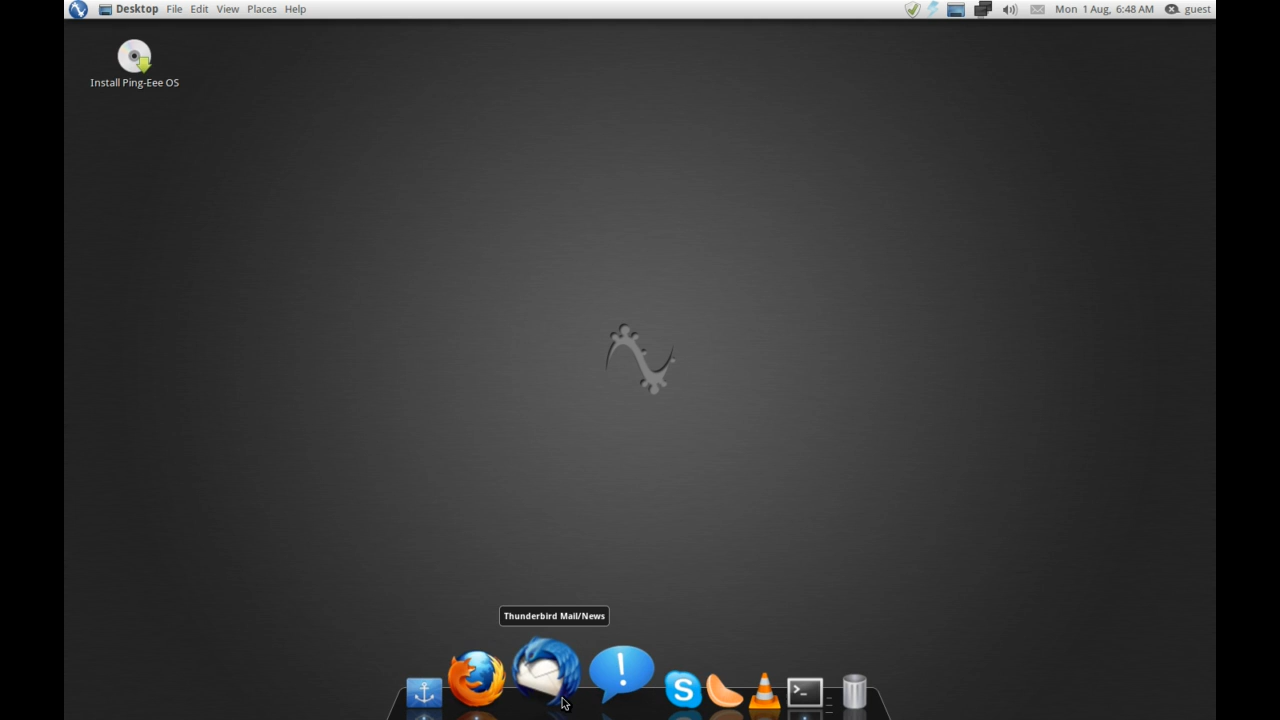 Desktop File Edit View Places Help Mon 1 Aug, 6:48 AM guest
Install Ping-Eee OS
Thunderbird Mail/News